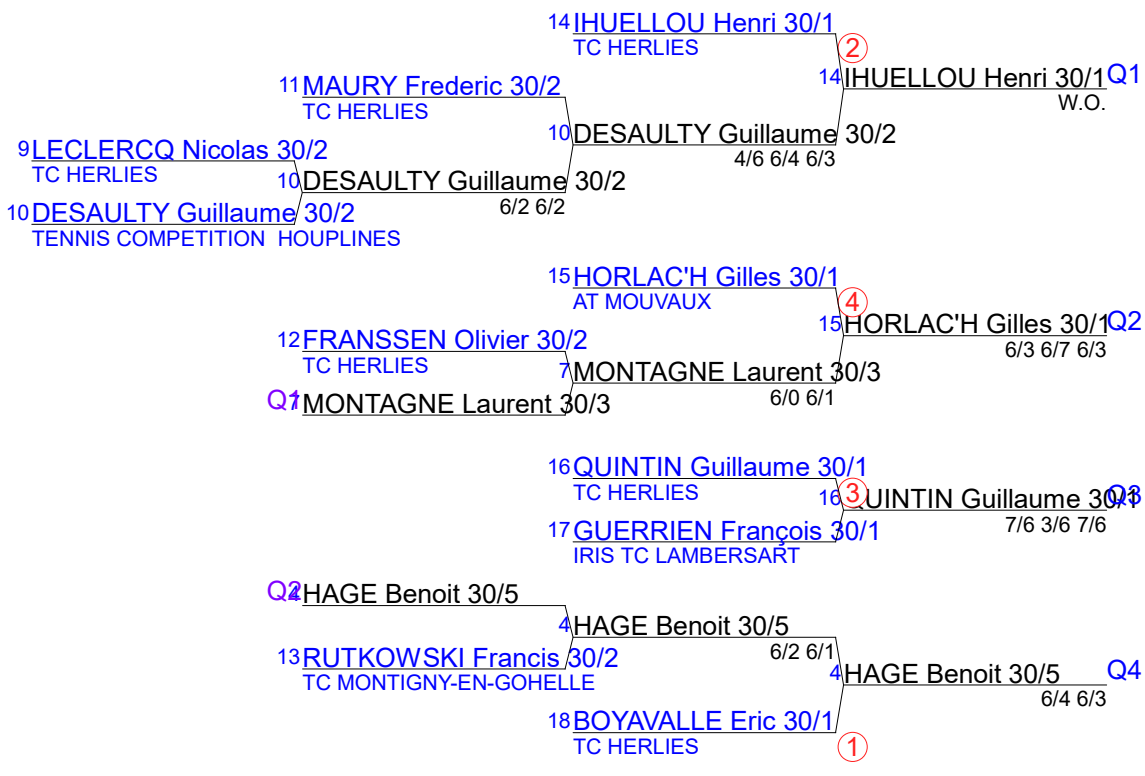 14 IHUELLOU Henri 30/1
TC HERLIES
2
14 IHUELLOU Henri 30/1 Q1
W.O.
11 MAURY Frederic 30/2
TC HERLIES
10 DESAULTY Guillaume 30/2
4/6 6/4 6/3
9 LECLERCQ Nicolas 30/2
TC HERLIES
10 DESAULTY Guillaume 30/2
6/2 6/2
10 DESAULTY Guillaume 30/2
TENNIS COMPETITION HOUPLINES
15 HORLAC'H Gilles 30/1
AT MOUVAUX
4
15 HORLAC'H Gilles 30/1 Q2
6/3 6/7 6/3
12 FRANSSEN Olivier 30/2
TC HERLIES
7 MONTAGNE Laurent 30/3
6/0 6/1
Q1 7 MONTAGNE Laurent 30/3
16 QUINTIN Guillaume 30/1
TC HERLIES
3
16 QUINTIN Guillaume 30/1 Q3
7/6 3/6 7/6
17 GUERRIEN François 30/1
IRIS TC LAMBERSART
Q2 4 HAGE Benoit 30/5
4 HAGE Benoit 30/5
6/2 6/1
13 RUTKOWSKI Francis 30/2
TC MONTIGNY-EN-GOHELLE
4 HAGE Benoit 30/5 Q4
6/4 6/3
18 BOYAVALLE Eric 30/1
TC HERLIES
1